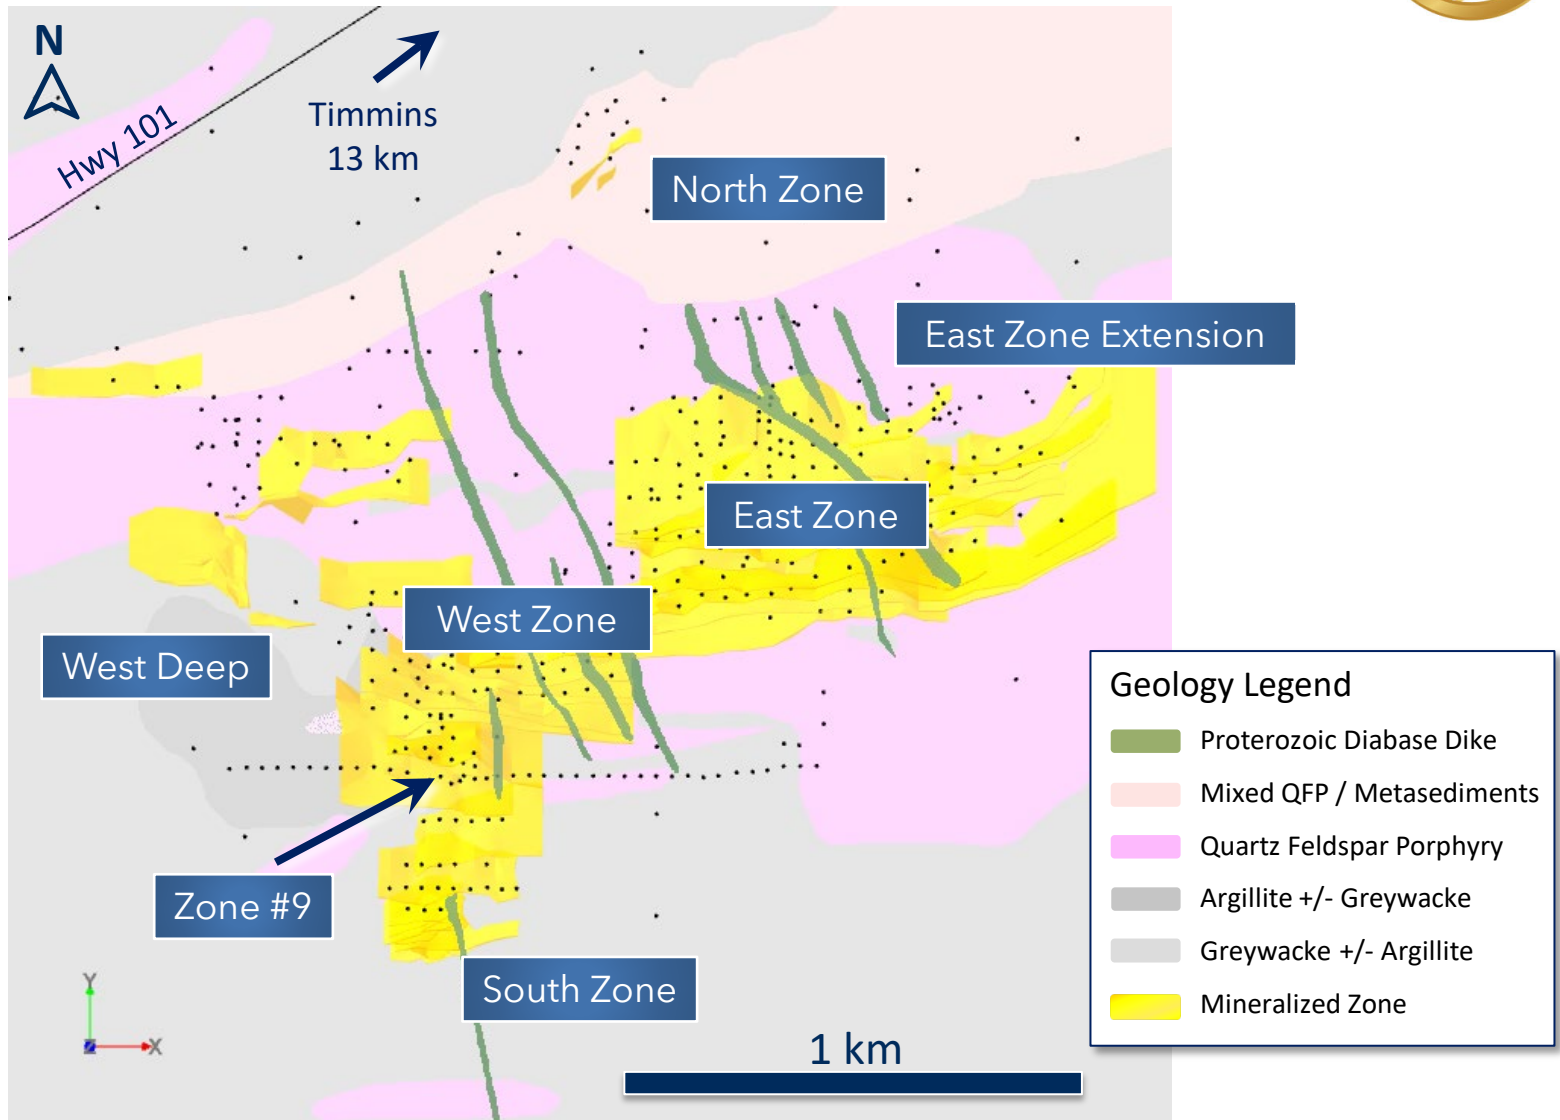 N
Hwy 101
Timmins
13 km
North Zone
East Zone Extension
East Zone
West Zone
West Deep
Zone #9
South Zone
Y
X
Z
1 km
Geology Legend
Proterozoic Diabase Dike
Mixed QFP / Metasediments
Quartz Feldspar Porphyry
Argillite +/- Greywacke
Greywacke +/- Argillite
Mineralized Zone